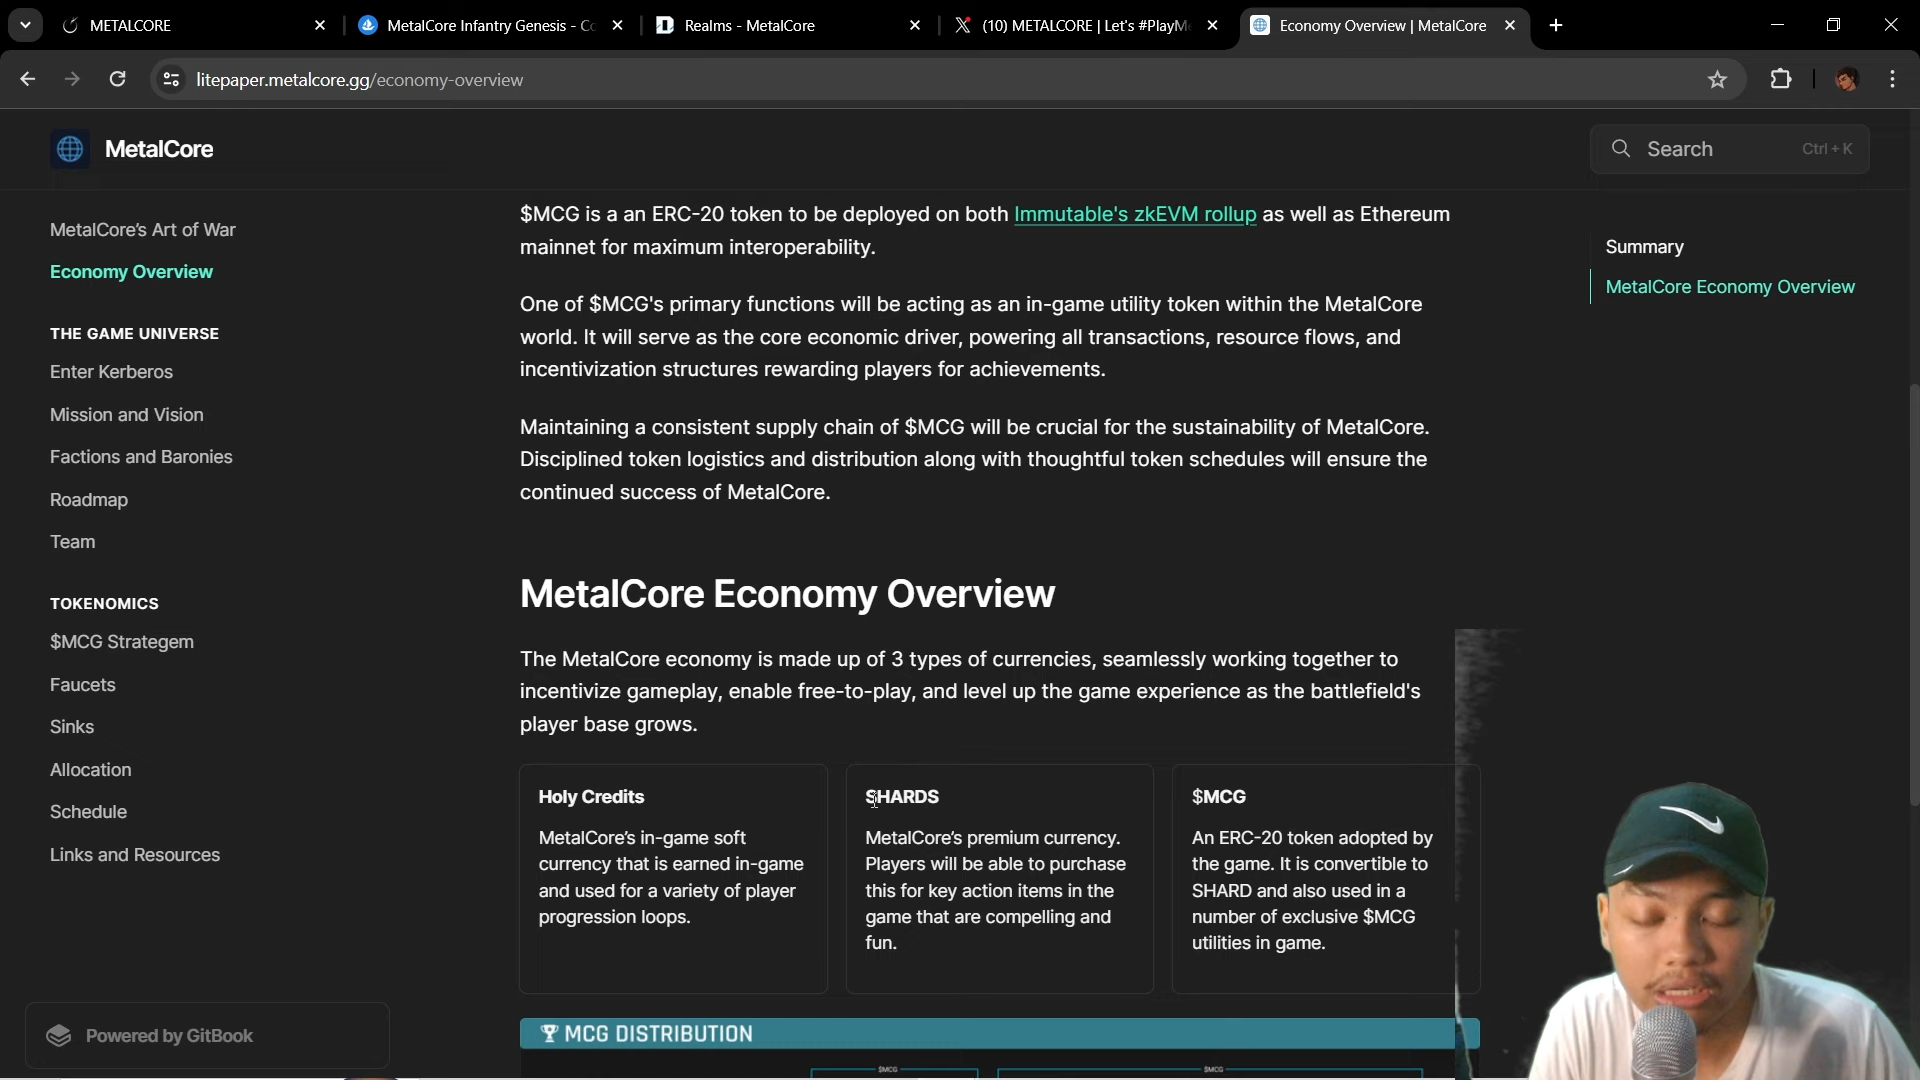 METALCORE
MetalCore Infantry Genesis - Co
Realms - MetalCore
(10) METALCORE | Let's #PlayMe
Economy Overview | MetalCore
litepaper.metalcore.gg/economy-overview
MetalCore
Search
Ctrl + K
MetalCore's Art of War
Economy Overview
THE GAME UNIVERSE
Enter Kerberos
Mission and Vision
Factions and Baronies
Roadmap
Team
TOKENOMICS
$MCG Strategem
Faucets
Sinks
Allocation
Schedule
Links and Resources
Powered by GitBook
$MCG is a an ERC-20 token to be deployed on both Immutable's zkEVM rollup as well as Ethereum
mainnet for maximum interoperability.
One of $MCG's primary functions will be acting as an in-game utility token within the MetalCore
world. It will serve as the core economic driver, powering all transactions, resource flows, and
incentivization structures rewarding players for achievements.
Maintaining a consistent supply chain of $MCG will be crucial for the sustainability of MetalCore.
Disciplined token logistics and distribution along with thoughtful token schedules will ensure the
continued success of MetalCore.
MetalCore Economy Overview
The MetalCore economy is made up of 3 types of currencies, seamlessly working together to
incentivize gameplay, enable free-to-play, and level up the game experience as the battlefield's
player base grows.
Holy Credits
MetalCore's in-game soft
currency that is earned in-game
and used for a variety of player
progression loops.
SHARDS
MetalCore's premium currency.
Players will be able to purchase
this for key action items in the
game that are compelling and
fun.
$MCG
An ERC-20 token adopted by
the game. It is convertible to
SHARD and also used in a
number of exclusive $MCG
utilities in game.
MCG DISTRIBUTION
$MCG
$MCG
Summary
MetalCore Economy Overview